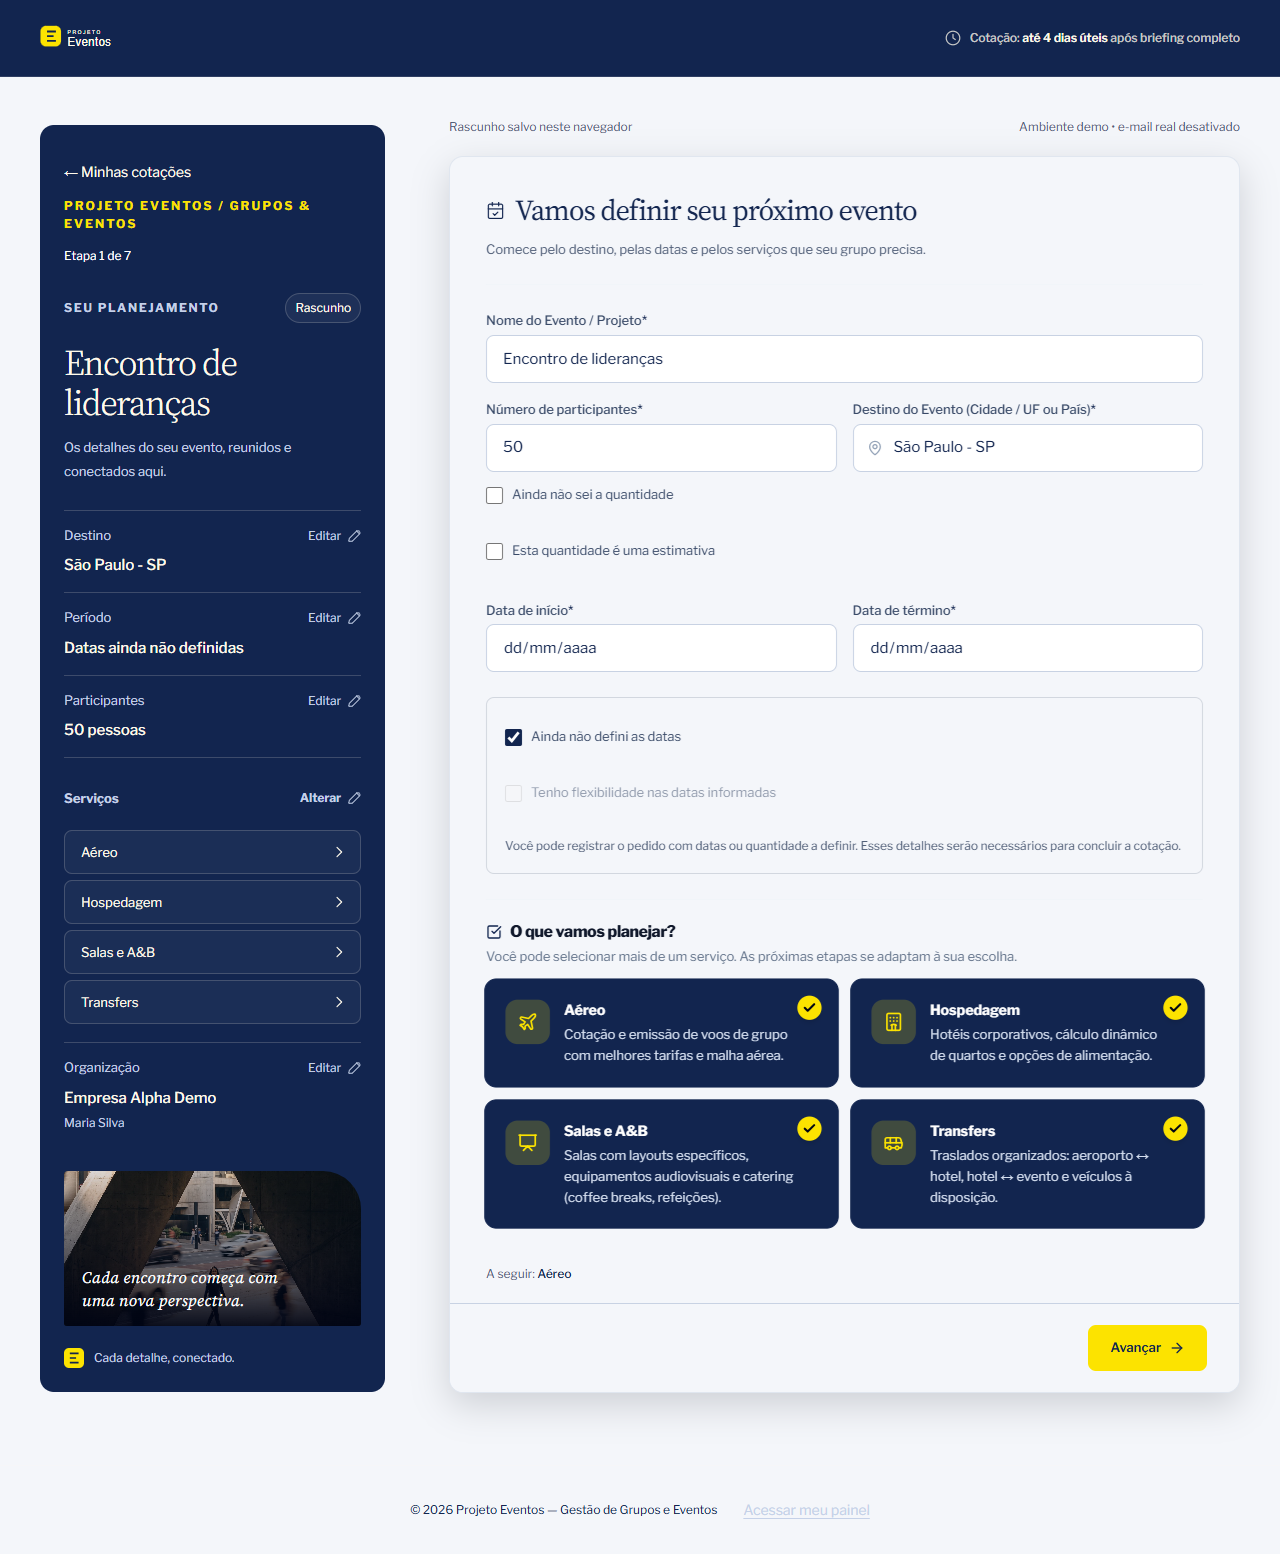 PROJETO
Eventos
Cotação: até 4 dias úteis após briefing completo
← Minhas cotações
PROJETO EVENTOS / GRUPOS &
EVENTOS
Etapa 1 de 7
SEU PLANEJAMENTO
Rascunho
Encontro de
lideranças
Os detalhes do seu evento, reunidos e
conectados aqui.
Destino
Editar
São Paulo - SP
Período
Editar
Datas ainda não definidas
Participantes
Editar
50 pessoas
Serviços
Alterar
Aéreo
Hospedagem
Salas e A&B
Transfers
Organização
Editar
Empresa Alpha Demo
Maria Silva
Cada encontro começa com
uma nova perspectiva.
Cada detalhe, conectado.
Rascunho salvo neste navegador
Ambiente demo • e-mail real desativado
Vamos definir seu próximo evento
Comece pelo destino, pelas datas e pelos serviços que seu grupo precisa.
Nome do Evento / Projeto*
Encontro de lideranças
Número de participantes*
Destino do Evento (Cidade / UF ou País)*
50
São Paulo - SP
Ainda não sei a quantidade
Esta quantidade é uma estimativa
Data de início*
Data de término*
dd/mm/aaaa
dd/mm/aaaa
Ainda não defini as datas
Tenho flexibilidade nas datas informadas
Você pode registrar o pedido com datas ou quantidade a definir. Esses detalhes serão necessários para concluir a cotação.
O que vamos planejar?
Você pode selecionar mais de um serviço. As próximas etapas se adaptam à sua escolha.
Aéreo
Cotação e emissão de voos de grupo
com melhores tarifas e malha aérea.
Hospedagem
Hotéis corporativos, cálculo dinâmico
de quartos e opções de alimentação.
Salas e A&B
Salas com layouts específicos,
equipamentos audiovisuais e catering
(coffee breaks, refeições).
Transfers
Traslados organizados: aeroporto ↔
hotel, hotel ↔ evento e veículos à
disposição.
A seguir: Aéreo
Avançar →
© 2026 Projeto Eventos — Gestão de Grupos e Eventos
Acessar meu painel